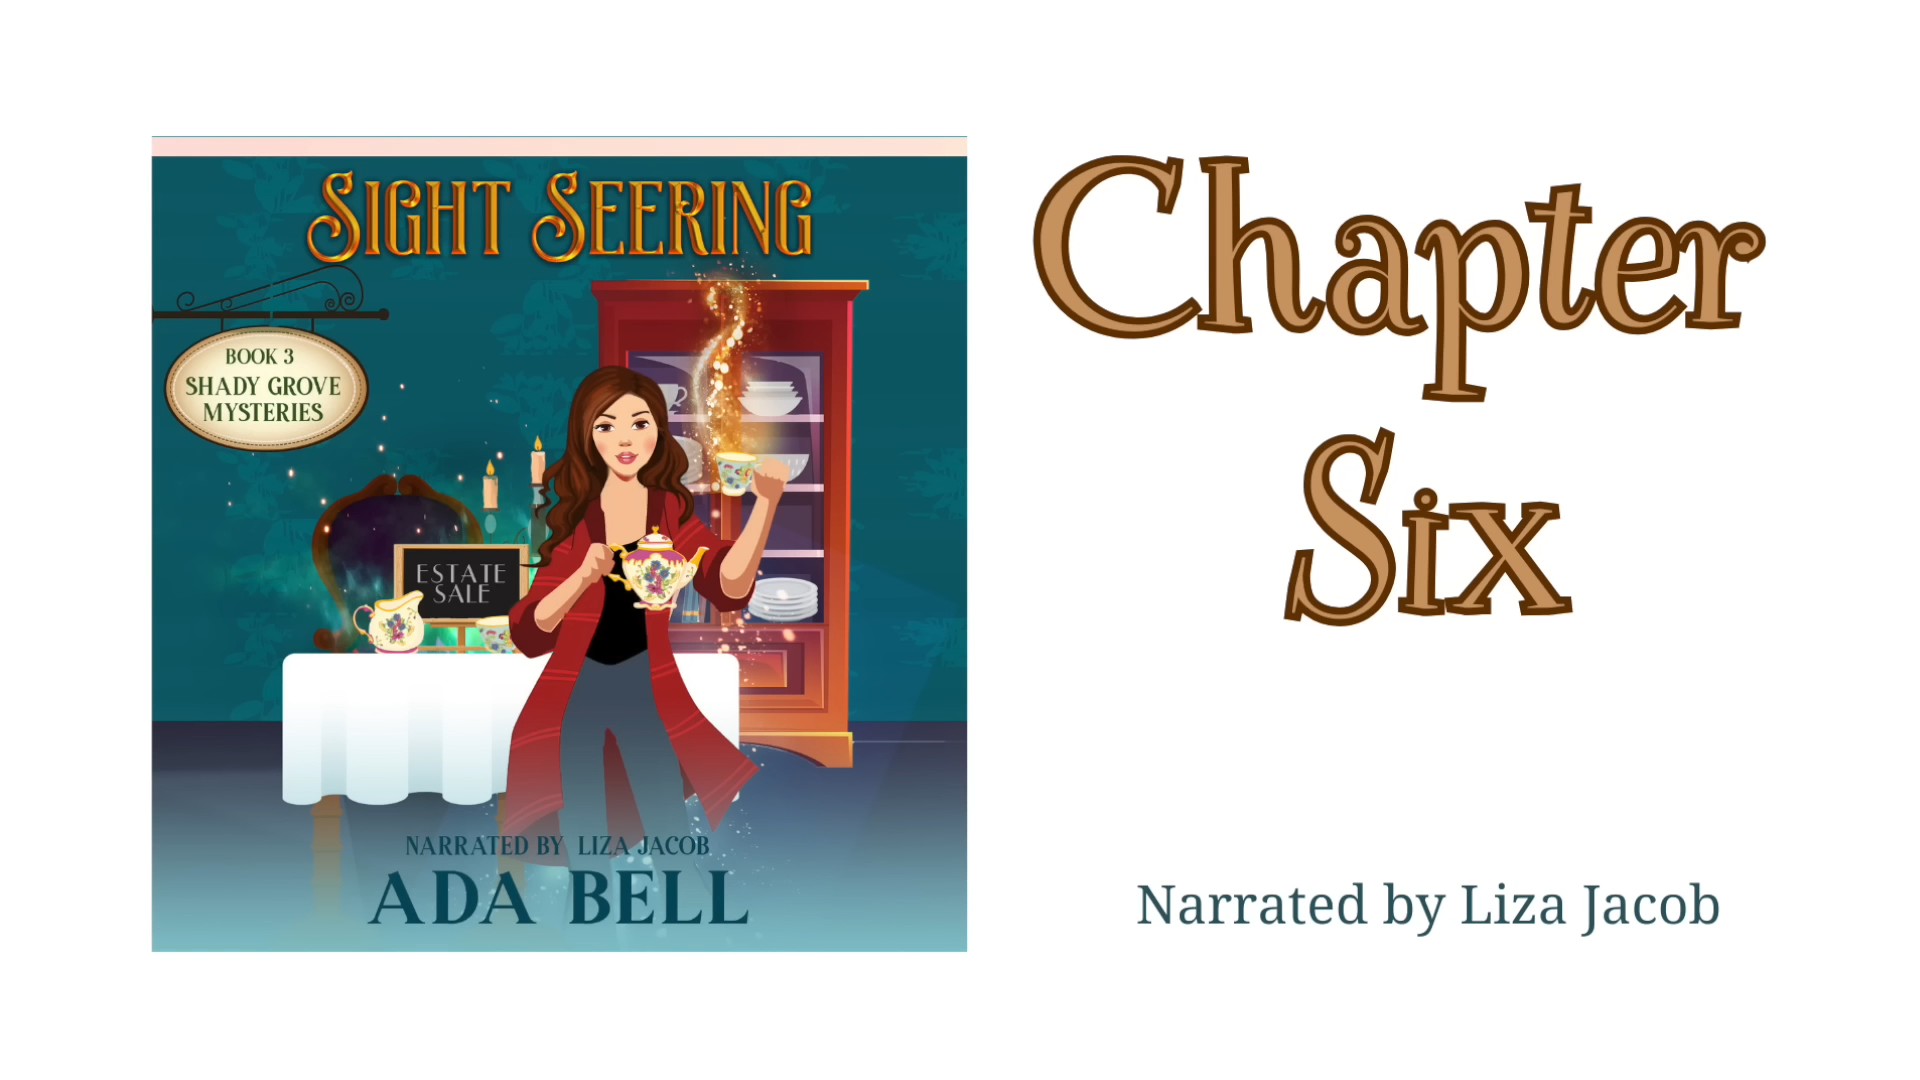 SIGHT SEERING
BOOK 3
SHADY GROVE
MYSTERIES
ESTATE
SALE
NARRATED BY LIZA JACOB
ADA BELL
Chapter
Six
Narrated by Liza Jacob